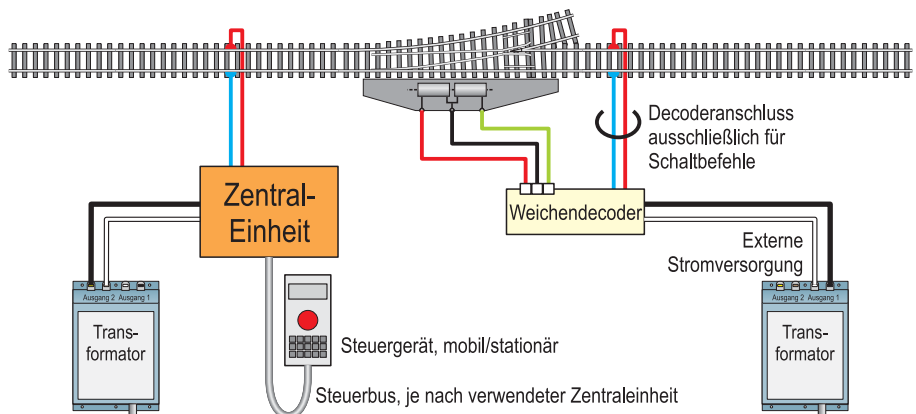 Decoderanschluss
ausschließlich für
Schaltbefehle
Zentral-
Einheit
Weichendecoder
Externe
Stromversorgung
Ausgang 2 Ausgang 1
Trans-
formator
Steuergerät, mobil/stationär
Steuerbus, je nach verwendeter Zentraleinheit
Ausgang 2 Ausgang 1
Trans-
formator